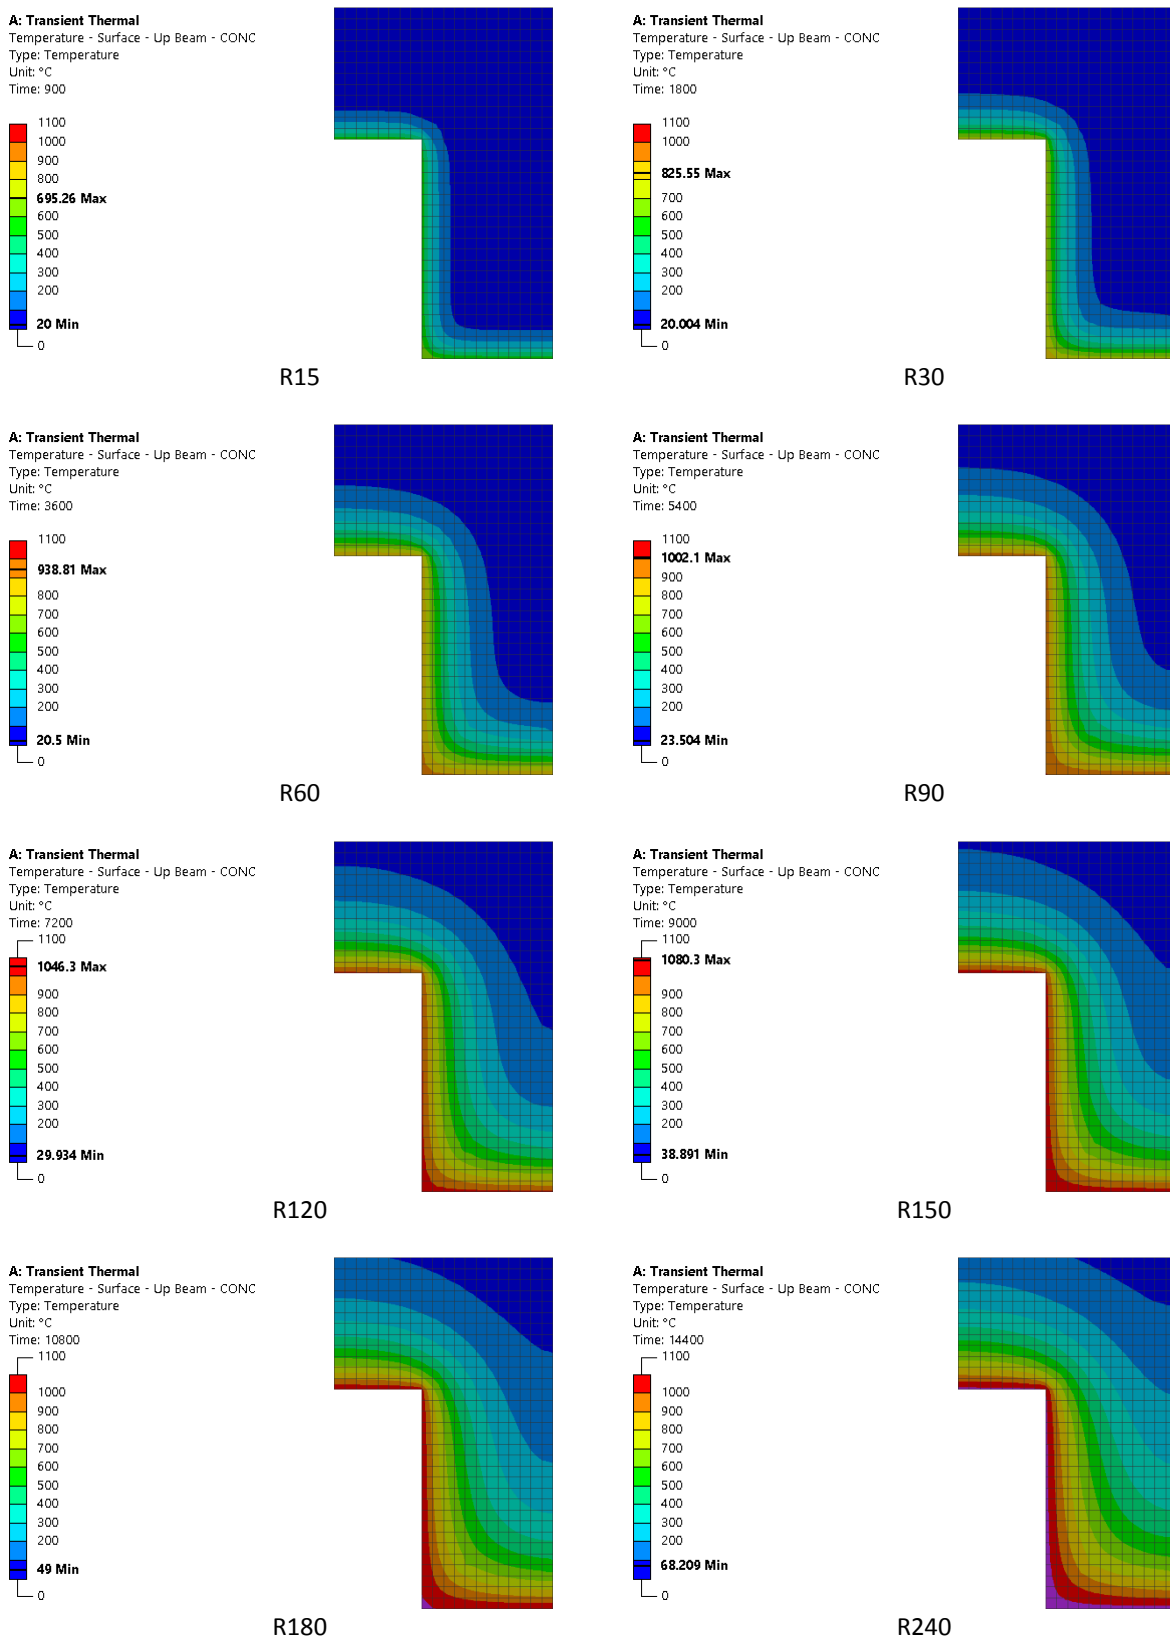 A: Transient Thermal
Temperature - Surface - Up Beam - CONC
Type: Temperature
Unit: °C
Time: 900
1100
1000
900
800
695.26 Max
600
500
400
300
200
20 Min
0
R15
A: Transient Thermal
Temperature - Surface - Up Beam - CONC
Type: Temperature
Unit: °C
Time: 1800
1100
1000
825.55 Max
700
600
500
400
300
200
20.004 Min
0
R30
A: Transient Thermal
Temperature - Surface - Up Beam - CONC
Type: Temperature
Unit: °C
Time: 3600
1100
938.81 Max
800
700
600
500
400
300
200
20.5 Min
0
R60
A: Transient Thermal
Temperature - Surface - Up Beam - CONC
Type: Temperature
Unit: °C
Time: 5400
1100
1002.1 Max
900
800
700
600
500
400
300
200
23.504 Min
0
R90
A: Transient Thermal
Temperature - Surface - Up Beam - CONC
Type: Temperature
Unit: °C
Time: 7200
1100
1046.3 Max
900
800
700
600
500
400
300
200
29.934 Min
0
R120
A: Transient Thermal
Temperature - Surface - Up Beam - CONC
Type: Temperature
Unit: °C
Time: 9000
1100
1080.3 Max
900
800
700
600
500
400
300
200
38.891 Min
0
R150
A: Transient Thermal
Temperature - Surface - Up Beam - CONC
Type: Temperature
Unit: °C
Time: 10800
1100
1000
900
800
700
600
500
400
300
200
49 Min
0
R180
A: Transient Thermal
Temperature - Surface - Up Beam - CONC
Type: Temperature
Unit: °C
Time: 14400
1100
1000
900
800
700
600
500
400
300
200
68.209 Min
0
R240